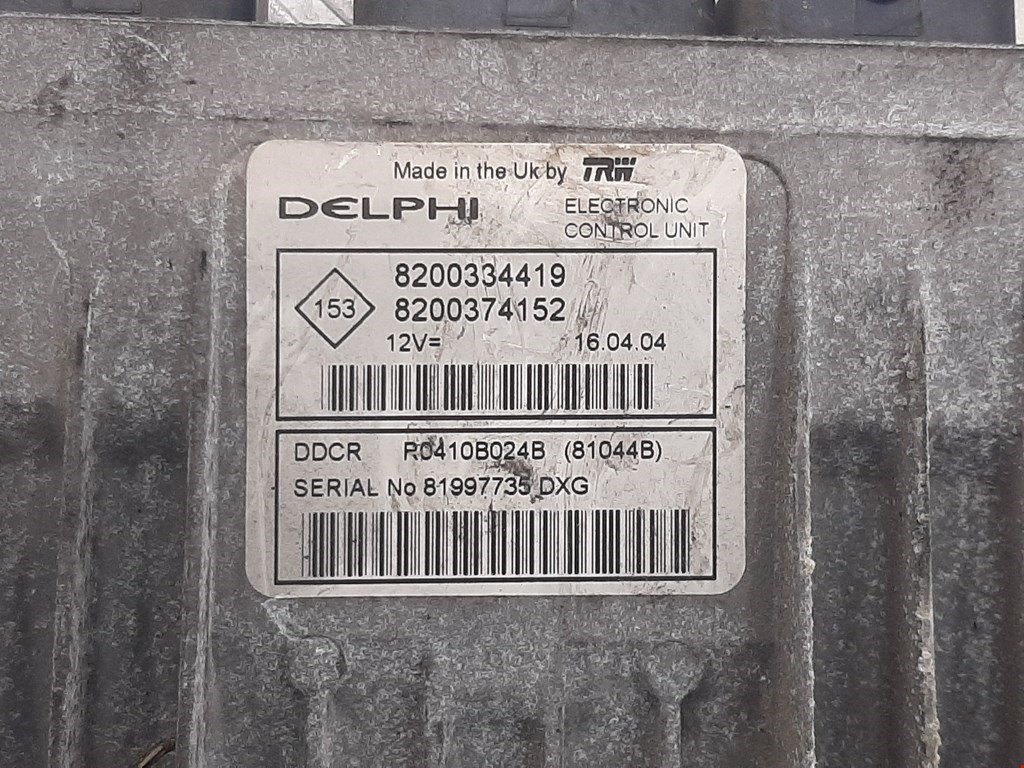 Made in the Uk by TRW
DELPHI
ELECTRONIC
CONTROL UNIT
153
8200334419
8200374152
12V=
16.04.04
DDCR R0410B024B (81044B)
SERIAL No 81997735 DXG